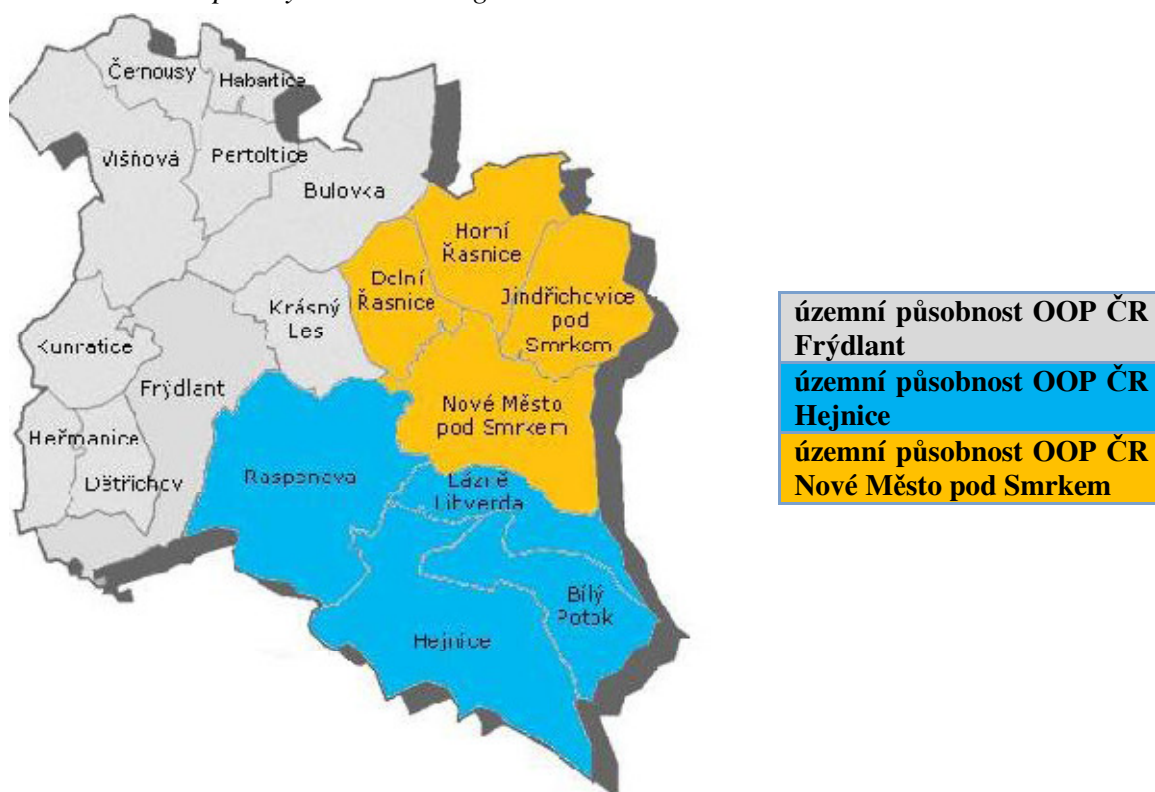 Černousy
Habartice
Višňová
Pertoltice
Bulovka
Horní
Řasnice
Dolní
Řasnice
Jindřichovice
pod
Smrkem
Krásný
Les
Kunratice
Frýdlant
Nové Město
pod Smrkem
Heřmanice
Dětřichov
Raspenava
Lázně
Libverda
Bílý
Potok
Hejnice
územní působnost OOP ČR
Frýdlant
územní působnost OOP ČR
Hejnice
územní působnost OOP ČR
Nové Město pod Smrkem